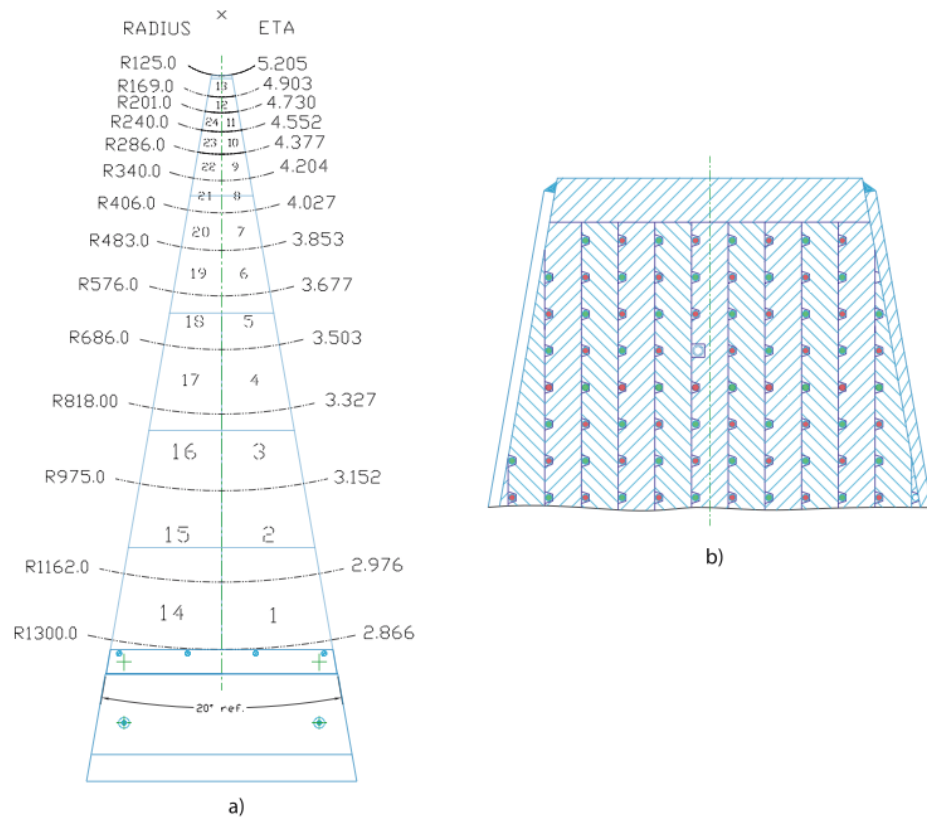 RADIUS ETA
R125.0 5.205
13
R169.0 4.903
12
R201.0 4.730
24 11
R240.0 4.552
23 10
R286.0 4.377
22 9
R340.0 4.204
21 8
R406.0 4.027
20 7
R483.0 3.853
19 6
R576.0 3.677
18 5
R686.0 3.503
17 4
R818.00 3.327
16 3
R975.0 3.152
15 2
R1162.0 2.976
14 1
R1300.0 2.866
20° ref.
a)
b)